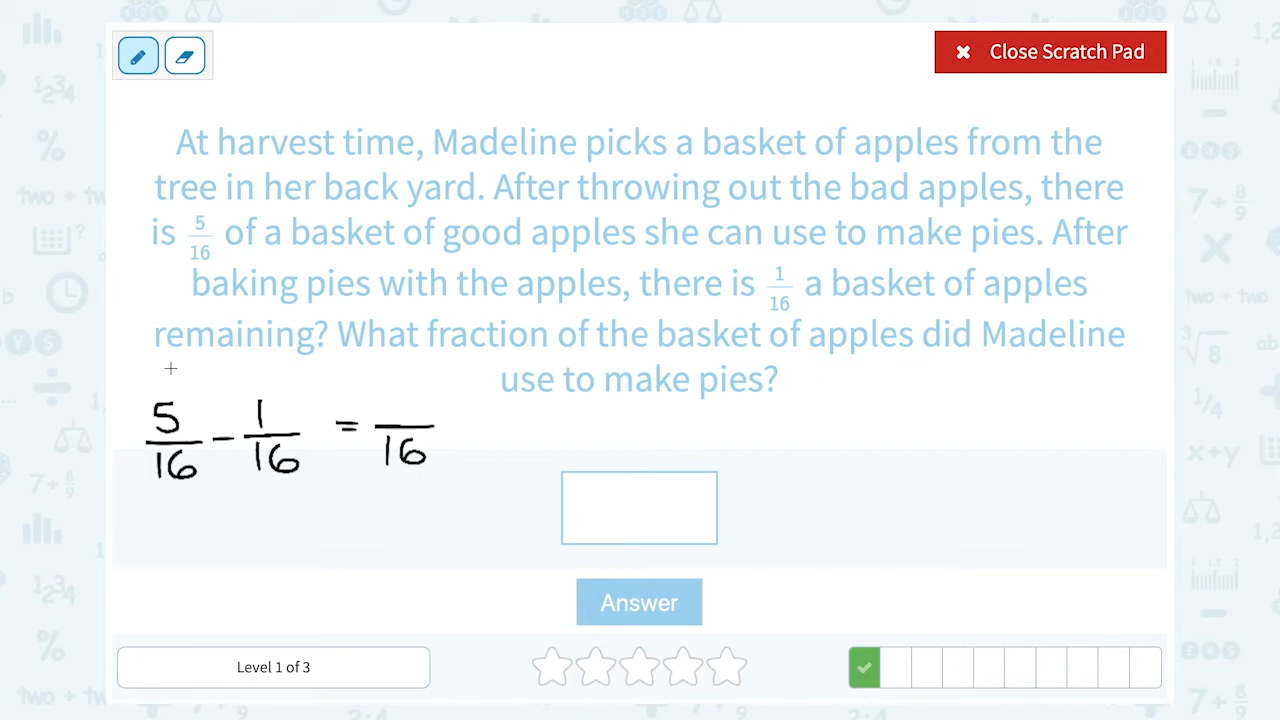 Close Scratch Pad
At harvest time, Madeline picks a basket of apples from the
tree in her back yard. After throwing out the bad apples, there
is 5/16 of a basket of good apples she can use to make pies. After
baking pies with the apples, there is 1/16 a basket of apples
remaining? What fraction of the basket of apples did Madeline
use to make pies?
5/16 - 1/16 = /16
Answer
Level 1 of 3